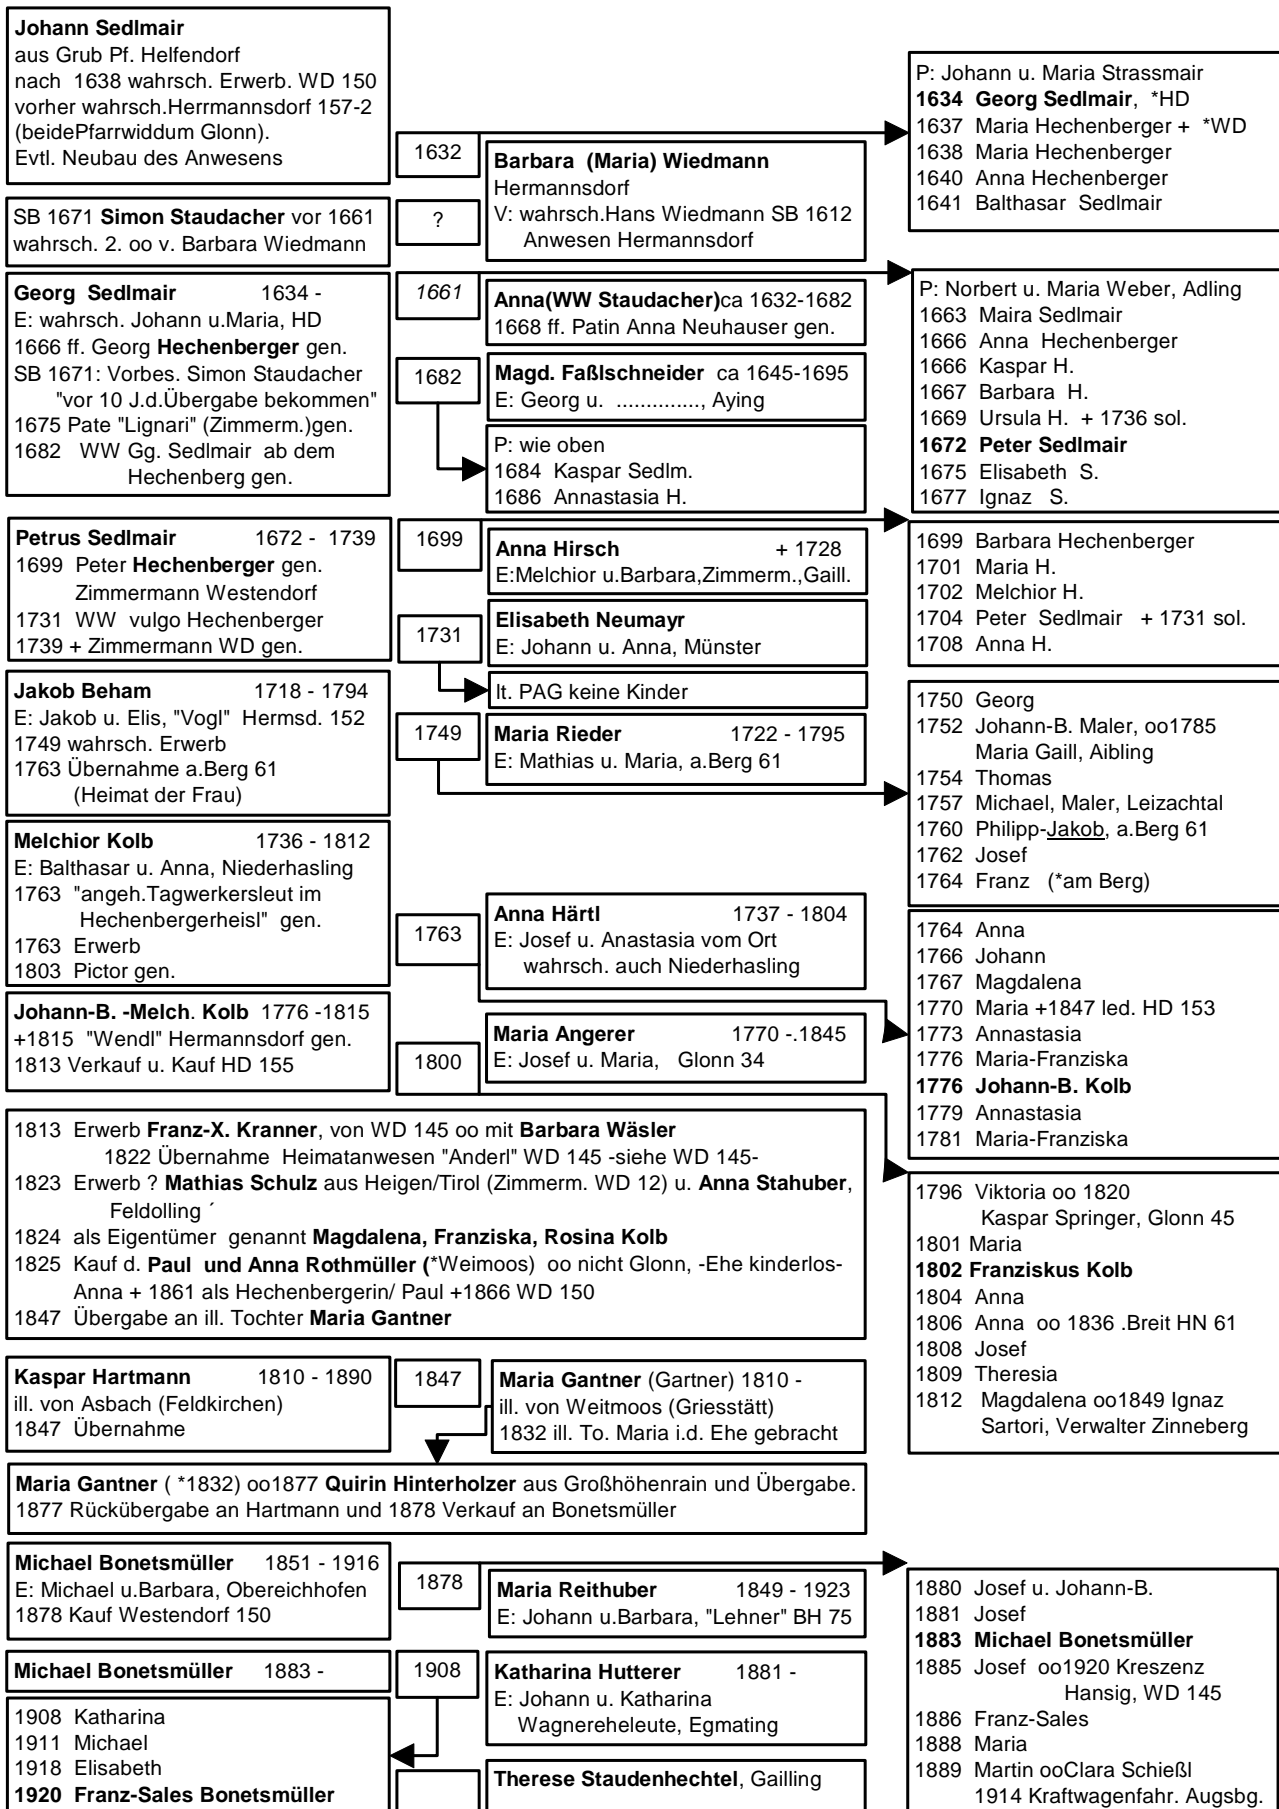 Johann Sedlmair
aus Grub Pf. Helfendorf
nach  1638 wahrsch. Erwerb. WD 150
vorher wahrsch.Herrmannsdorf 157-2
(beidePfarrwiddum Glonn).
Evtl. Neubau des Anwesens
1632
Barbara  (Maria) Wiedmann
Hermannsdorf
V: wahrsch.Hans Wiedmann SB 1612
Anwesen Hermannsdorf
P: Johann u. Maria Strassmair
1634  Georg Sedlmair,  *HD
1637  Maria Hechenberger +  *WD
1638  Maria Hechenberger
1640  Anna Hechenberger
1641  Balthasar  Sedlmair
SB 1671 Simon Staudacher vor 1661
wahrsch. 2. oo v. Barbara Wiedmann
?
Georg  Sedlmair 1634 -
E: wahrsch. Johann u.Maria, HD
1666 ff. Georg Hechenberger gen.
SB 1671: Vorbes. Simon Staudacher
"vor 10 J.d.Übergabe bekommen"
1675 Pate "Lignari" (Zimmerm.)gen.
1682   WW  Gg. Sedlmair  ab dem
Hechenberg gen.
1661
Anna(WW Staudacher)ca 1632-1682
1668 ff. Patin Anna Neuhauser gen.
1682
Magd. Faßlschneider  ca 1645-1695
E: Georg u.  .............., Aying
P: wie oben
1684  Kaspar Sedlm.
1686  Annastasia H.
P: Norbert u. Maria Weber, Adling
1663  Maira Sedlmair
1666  Anna  Hechenberger
1666  Kaspar H.
1667  Barbara  H.
1669  Ursula H.  + 1736 sol.
1672  Peter Sedlmair
1675  Elisabeth  S.
1677  Ignaz   S.
Petrus Sedlmair 1672 -  1739
1699  Peter Hechenberger gen.
Zimmermann Westendorf
1731  WW  vulgo Hechenberger
1739 + Zimmermann WD gen.
1699
Anna Hirsch + 1728
E:Melchior u.Barbara,Zimmerm.,Gaill.
1731
Elisabeth Neumayr
E: Johann u. Anna, Münster
lt. PAG keine Kinder
1699  Barbara Hechenberger
1701  Maria H.
1702  Melchior H.
1704  Peter  Sedlmair   + 1731 sol.
1708  Anna H.
Jakob Beham 1718 - 1794
E: Jakob u. Elis, "Vogl"  Hermsd. 152
1749 wahrsch. Erwerb
1763 Übernahme a.Berg 61
(Heimat der Frau)
1749
Maria Rieder 1722 - 1795
E: Mathias u. Maria, a.Berg 61
1750  Georg
1752  Johann-B. Maler, oo1785
Maria Gaill, Aibling
1754  Thomas
1757  Michael, Maler, Leizachtal
1760  Philipp-Jakob, a.Berg 61
1762  Josef
1764  Franz   (*am Berg)
Melchior Kolb 1736 - 1812
E: Balthasar u. Anna, Niederhasling
1763  "angeh.Tagwerkersleut im
Hechenbergerheisl"  gen.
1763  Erwerb
1803  Pictor gen.
1763
Anna Härtl 1737 - 1804
E: Josef u. Anastasia vom Ort
wahrsch. auch Niederhasling
1764  Anna
1766  Johann
1767  Magdalena
1770  Maria +1847 led. HD 153
1773  Annastasia
1776  Maria-Franziska
1776  Johann-B. Kolb
1779  Annastasia
1781  Maria-Franziska
Johann-B. -Melch. Kolb  1776 -1815
+1815   "Wendl" Hermannsdorf gen.
1813 Verkauf u. Kauf HD 155
1800
Maria Angerer 1770 -.1845
E: Josef u. Maria,   Glonn 34
1796  Viktoria oo 1820
Kaspar Springer, Glonn 45
1801 Maria
1802 Franziskus Kolb
1804  Anna
1806  Anna  oo 1836 .Breit HN 61
1808  Josef
1809  Theresia
1812   Magdalena oo1849 Ignaz
Sartori, Verwalter Zinneberg
1813  Erwerb Franz-X. Kranner, von WD 145 oo mit Barbara Wäsler
1822 Übernahme  Heimatanwesen "Anderl" WD 145 -siehe WD 145-
1823  Erwerb ? Mathias Schulz aus Heigen/Tirol (Zimmerm. WD 12) u. Anna Stahuber,
Feldolling ´
1824  als Eigentümer  genannt Magdalena, Franziska, Rosina Kolb
1825  Kauf d. Paul  und Anna Rothmüller (*Weimoos)  oo nicht Glonn, -Ehe kinderlos-
Anna + 1861 als Hechenbergerin/ Paul +1866 WD 150
1847  Übergabe an ill. Tochter Maria Gantner
Kaspar Hartmann 1810 - 1890
ill. von Asbach (Feldkirchen)
1847  Übernahme
1847
Maria Gantner (Gartner) 1810 -
ill. von Weitmoos (Griesstätt)
1832 ill. To. Maria i.d. Ehe gebracht
Maria Gantner ( *1832) oo1877 Quirin Hinterholzer aus Großhöhenrain und Übergabe.
1877 Rückübergabe an Hartmann und 1878 Verkauf an Bonetsmüller
Michael Bonetsmüller 1851 - 1916
E: Michael u.Barbara, Obereichhofen
1878 Kauf Westendorf 150
1878
Maria Reithuber 1849 - 1923
E: Johann u.Barbara, "Lehner" BH 75
1880  Josef u. Johann-B.
1881  Josef
1883  Michael Bonetsmüller
1885  Josef  oo1920 Kreszenz
Hansig, WD 145
1886  Franz-Sales
1888  Maria
1889  Martin ooClara Schießl
1914 Kraftwagenfahr. Augsbg.
Michael Bonetsmüller 1883 -
1908
Katharina Hutterer 1881 -
E: Johann u. Katharina
Wagnereheleute, Egmating
1908  Katharina
1911  Michael
1918  Elisabeth
1920  Franz-Sales Bonetsmüller
Therese Staudenhechtel, Gailling